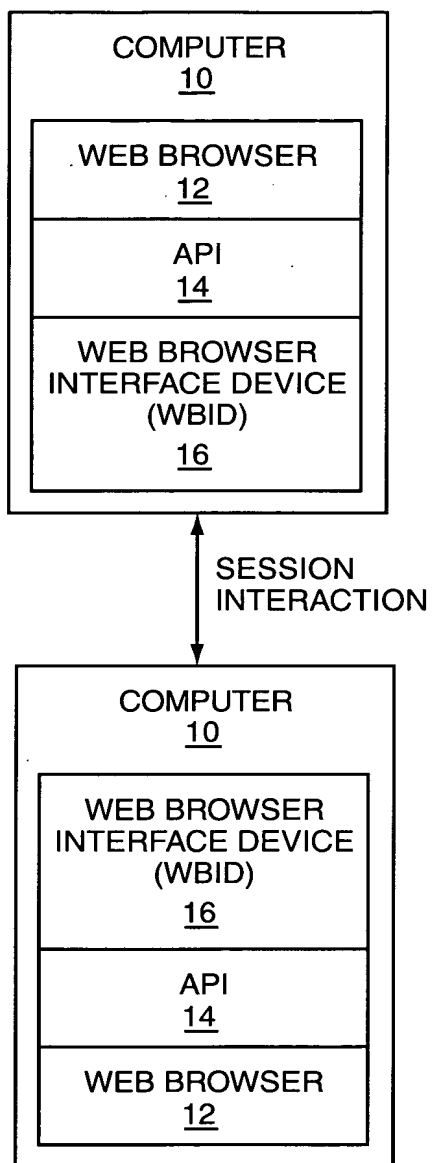 COMPUTER
10
WEB BROWSER
12
API
14
WEB BROWSER
INTERFACE DEVICE
(WBID)
16
SESSION
INTERACTION
COMPUTER
10
WEB BROWSER
INTERFACE DEVICE
(WBID)
16
API
14
WEB BROWSER
12